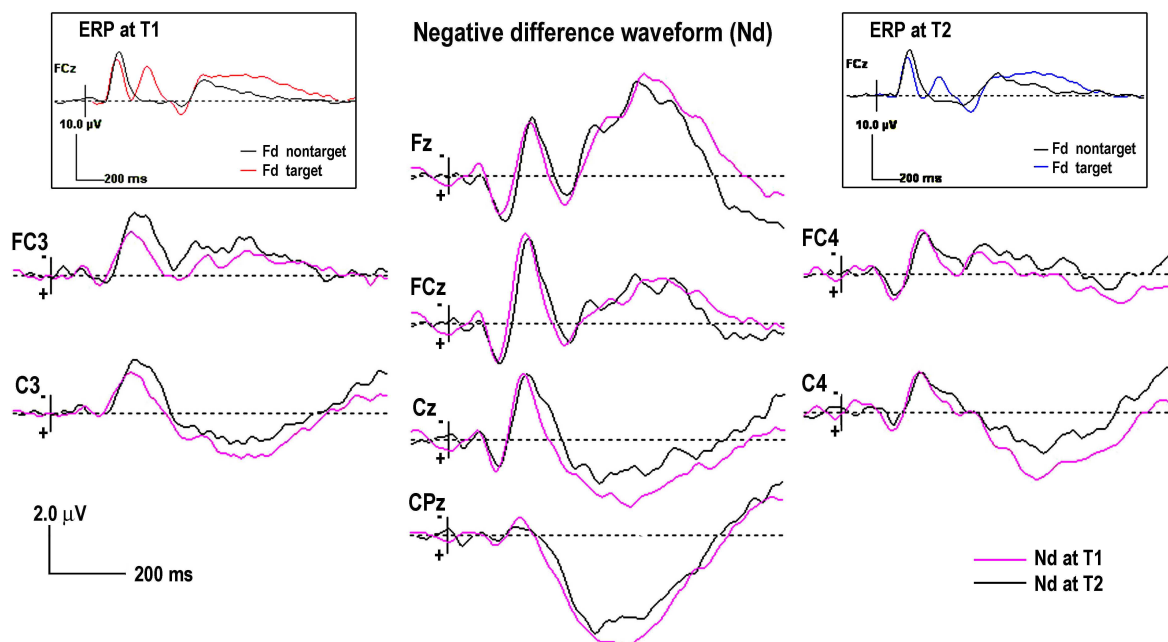 ERP at T1
FCz
10.0 μV
200 ms
Fd nontarget
Fd target
Negative difference waveform (Nd)
ERP at T2
FCz
10.0 μV
200 ms
Fd nontarget
Fd target
Fz
-
+
FC3
-
+
FCz
-
+
FC4
-
+
C3
-
+
Cz
-
+
C4
-
+
CPz
-
+
2.0 μV
200 ms
Nd at T1
Nd at T2